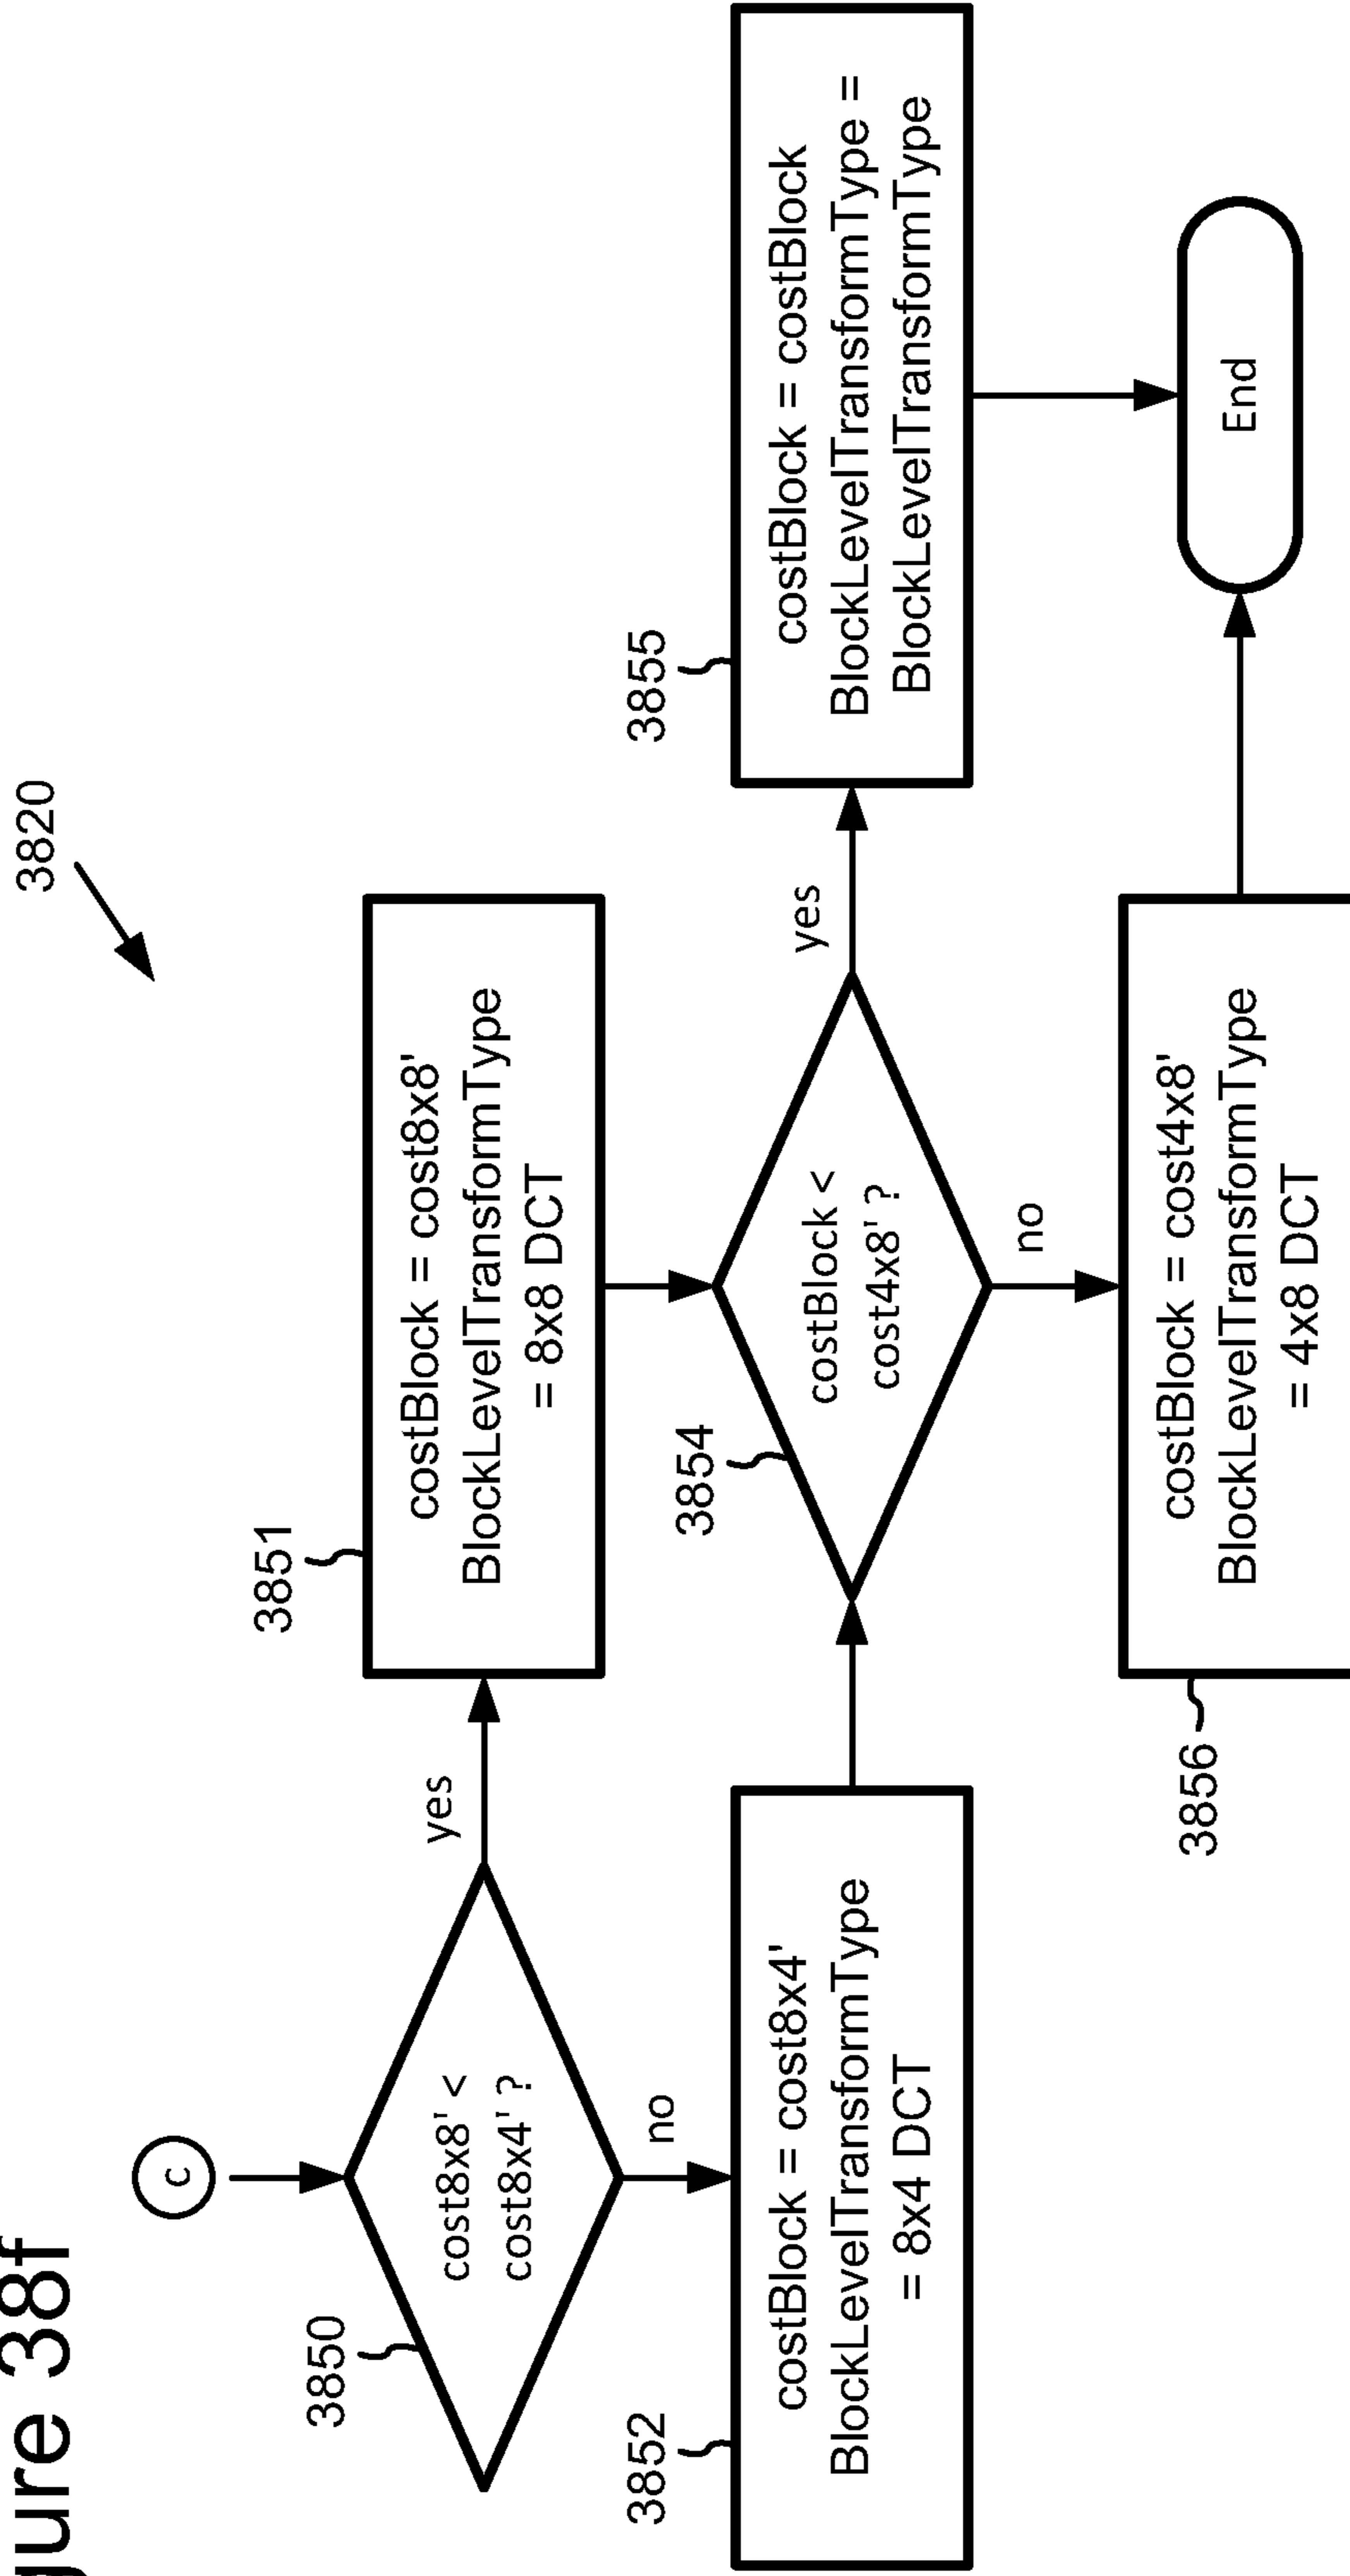 gure 38f
3820
c
3850
cost8x8' <
cost8x4' ?
yes
no
3851
costBlock = cost8x8'
BlockLevelTransformType
= 8x8 DCT
3852
costBlock = cost8x4'
BlockLevelTransformType
= 8x4 DCT
3854
costBlock <
cost4x8' ?
yes
no
3855
costBlock = costBlock
BlockLevelTransformType =
BlockLevelTransformType
3856
costBlock = cost4x8'
BlockLevelTransformType
= 4x8 DCT
End